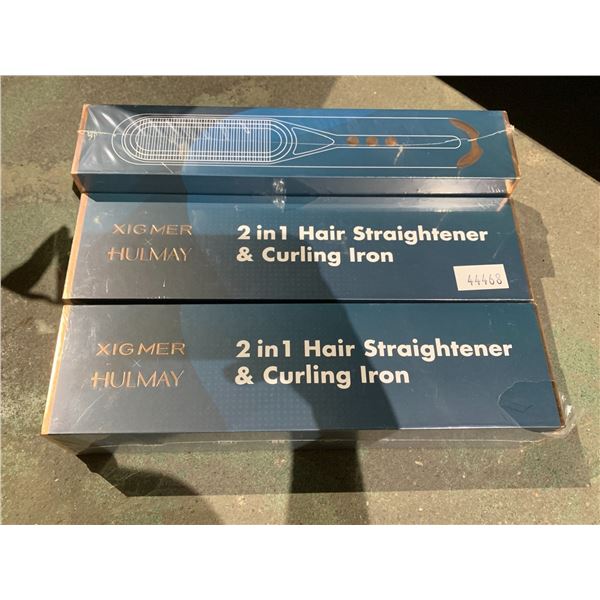 XIGMER
×
HULMAY
2 in 1 Hair Straightener
& Curling Iron
44468
XIGMER
×
HULMAY
2 in 1 Hair Straightener
& Curling Iron